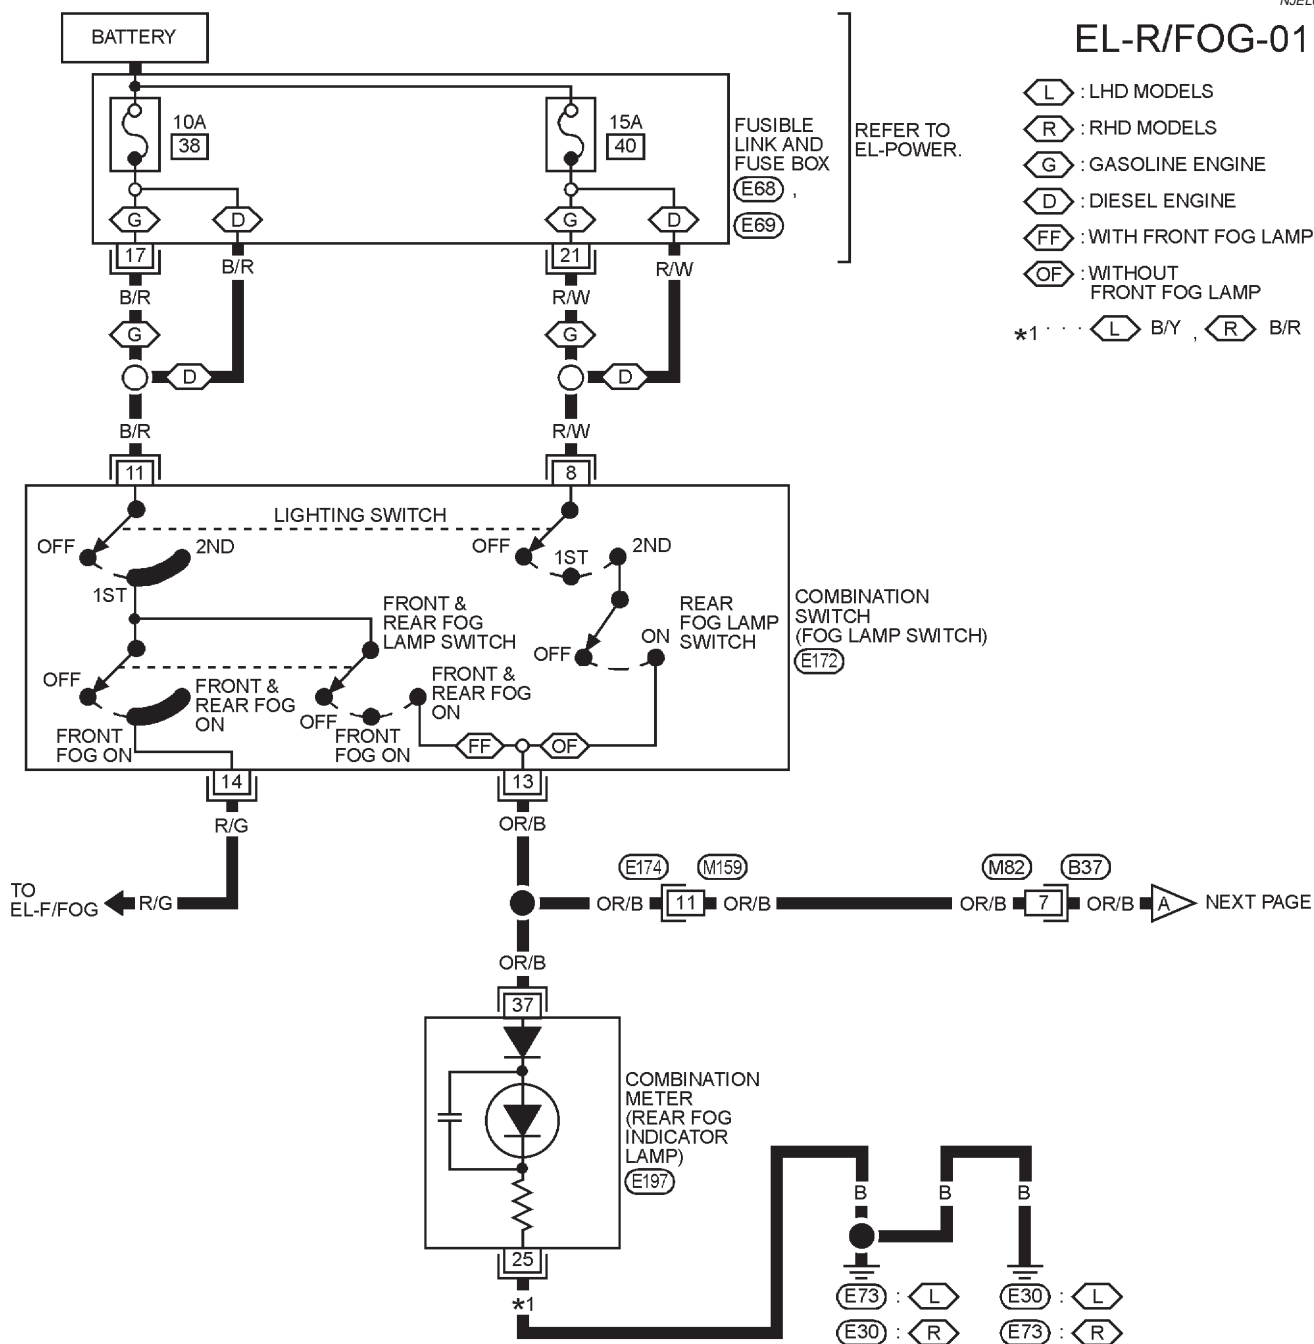 BATTERY
EL-R/FOG-01
L : LHD MODELS
R : RHD MODELS
G : GASOLINE ENGINE
D : DIESEL ENGINE
FF : WITH FRONT FOG LAMP
OF : WITHOUT
FRONT FOG LAMP
*1 · · · L B/Y , R B/R
10A
38
15A
40
FUSIBLE
LINK AND
FUSE BOX
E68 ,
E69
REFER TO
EL-POWER.
G D G D
17 B/R 21 R/W
B/R R/W
G G
D D
B/R R/W
11 8
LIGHTING SWITCH
OFF 2ND
1ST
OFF 1ST 2ND
FRONT &
REAR FOG
LAMP SWITCH
REAR
FOG LAMP
SWITCH
OFF ON
COMBINATION
SWITCH
(FOG LAMP SWITCH)
E172
OFF
FRONT &
REAR FOG
ON
FRONT
FOG ON
OFF
FRONT
FOG ON
FRONT &
REAR FOG
ON
FF OF
14 13
R/G OR/B
TO
EL-F/FOG
R/G
E174 M159 M82 B37
OR/B 11 OR/B OR/B 7 OR/B A NEXT PAGE
OR/B
37
COMBINATION
METER
(REAR FOG
INDICATOR
LAMP)
E197
25
*1
B B B
E73 : L E30 : L
E30 : R E73 : R